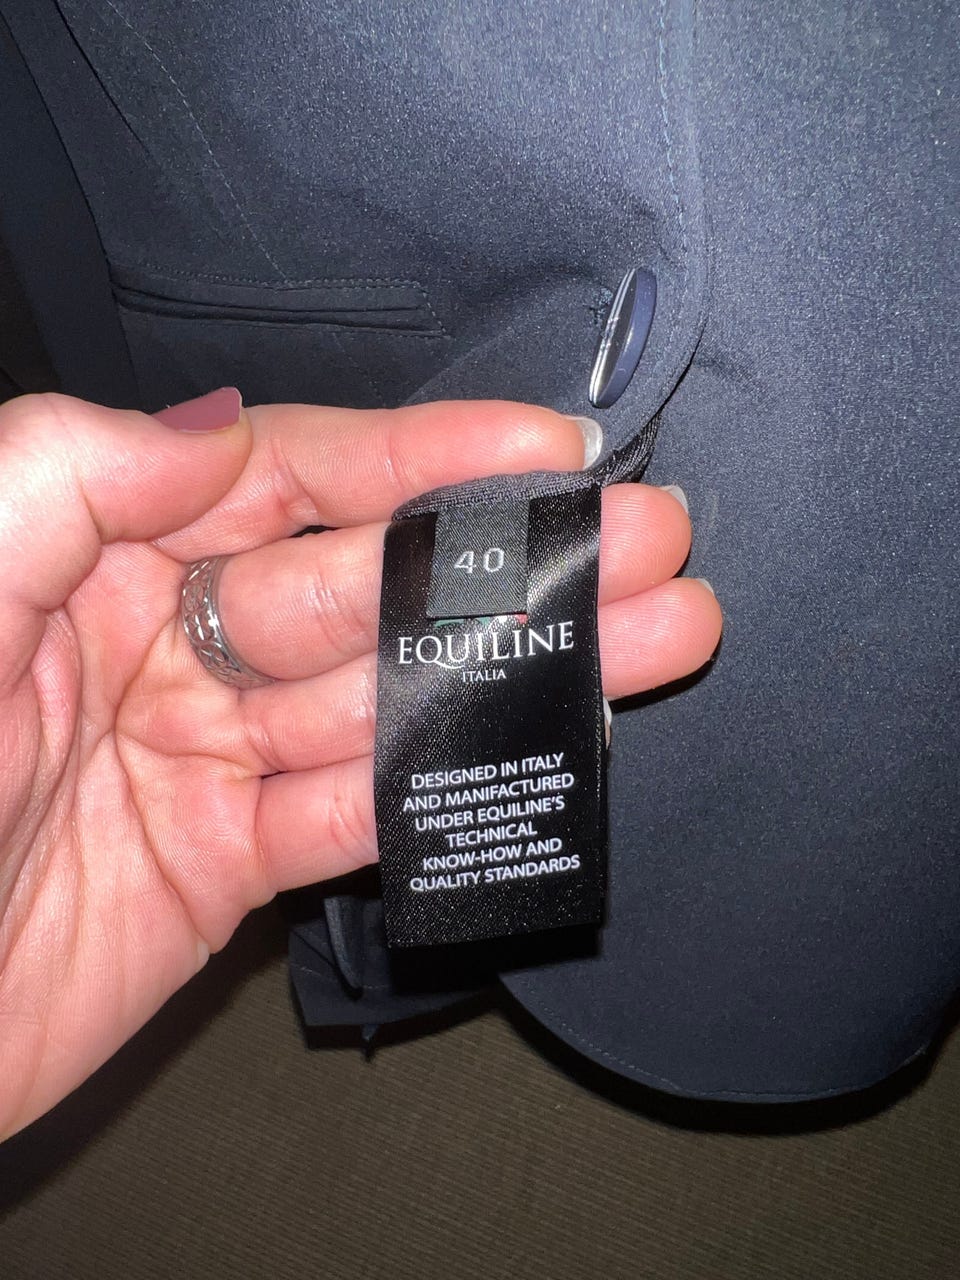 40
EQUILINE
ITALIA
DESIGNED IN ITALY
AND MANIFACTURED
UNDER EQUILINE'S
TECHNICAL
KNOW-HOW AND
QUALITY STANDARDS